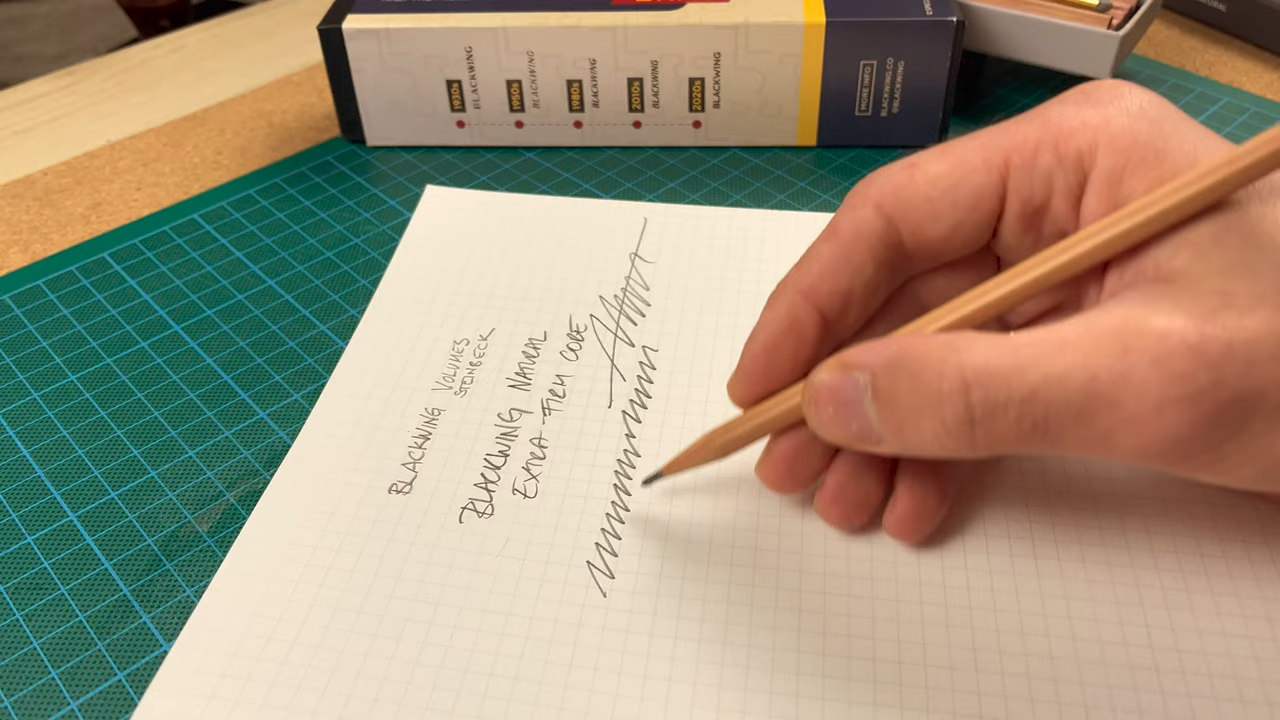 1930s BLACKWING
1950s BLACKWING
1980s BLACKWING
2010s BLACKWING
2020s BLACKWING
MORE INFO
BLACKWING.CO
@BLACKWING
BLACKWING VOLUMES
STEINBECK
BLACKWING NATURAL
EXTRA-FIRM CORE